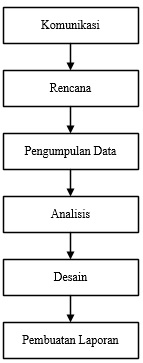 Komunikasi
Rencana
Pengumpulan Data
Analisis
Desain
Pembuatan Laporan